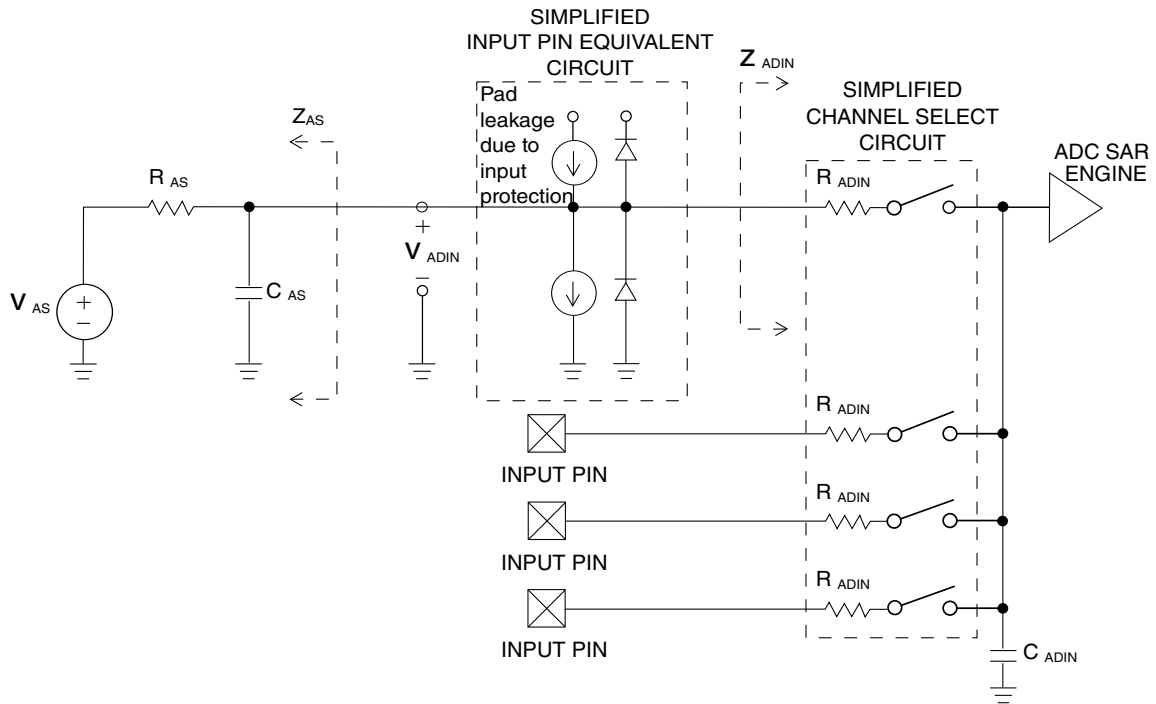 SIMPLIFIED
INPUT PIN EQUIVALENT
CIRCUIT
Z ADIN
SIMPLIFIED
CHANNEL SELECT
CIRCUIT
ADC SAR
ENGINE
Pad
leakage
due to
input
protection
ZAS
R AS
R ADIN
+
V ADIN
–
V AS
+
–
C AS
R ADIN
INPUT PIN
R ADIN
INPUT PIN
R ADIN
INPUT PIN
C ADIN